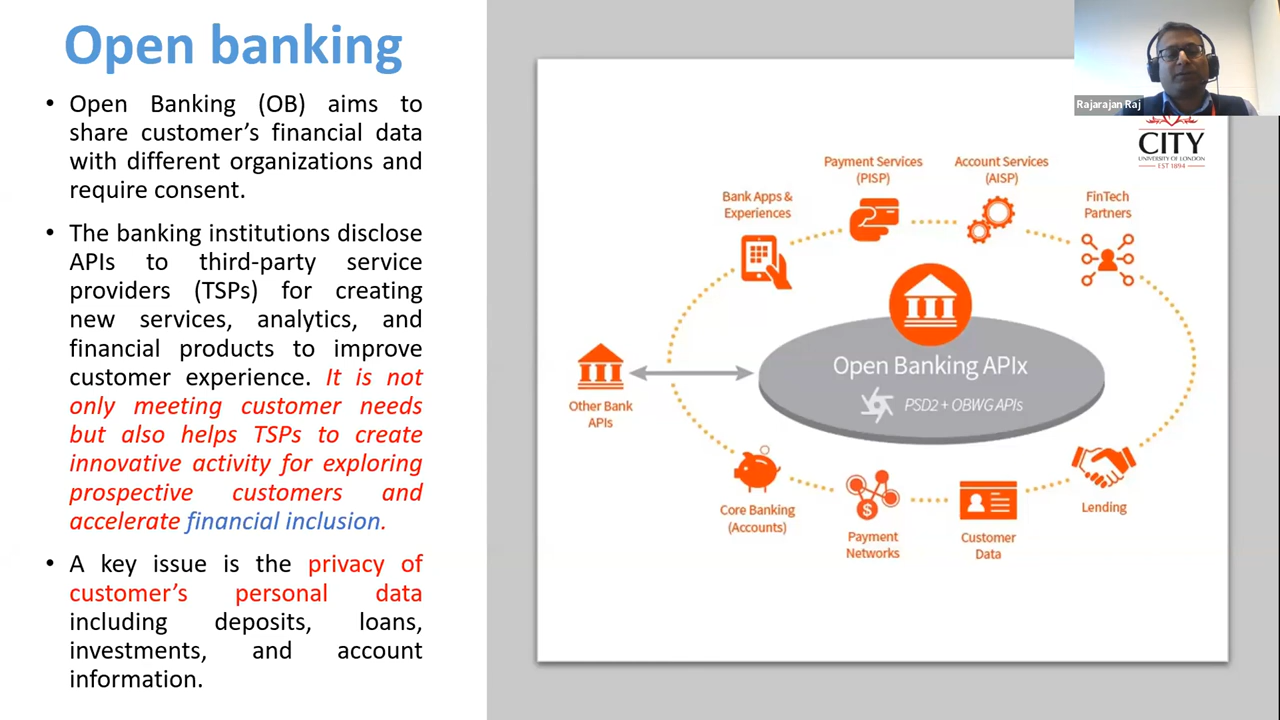 Open banking
• Open Banking (OB) aims to
share customer's financial data
with different organizations and
require consent.
• The banking institutions disclose
APIs to third-party service
providers (TSPs) for creating
new services, analytics, and
financial products to improve
customer experience. It is not
only meeting customer needs
but also helps TSPs to create
innovative activity for exploring
prospective customers and
accelerate financial inclusion.
• A key issue is the privacy of
customer's personal data
including deposits, loans,
investments, and account
information.
Rajarajan Raj
CITY
UNIVERSITY OF LONDON
EST 1894
Payment Services
(PISP)
Account Services
(AISP)
Bank Apps &
Experiences
FinTech
Partners
Open Banking APIx
PSD2 + OBWG APIs
Other Bank
APIs
Core Banking
(Accounts)
Payment
Networks
$
Customer
Data
Lending